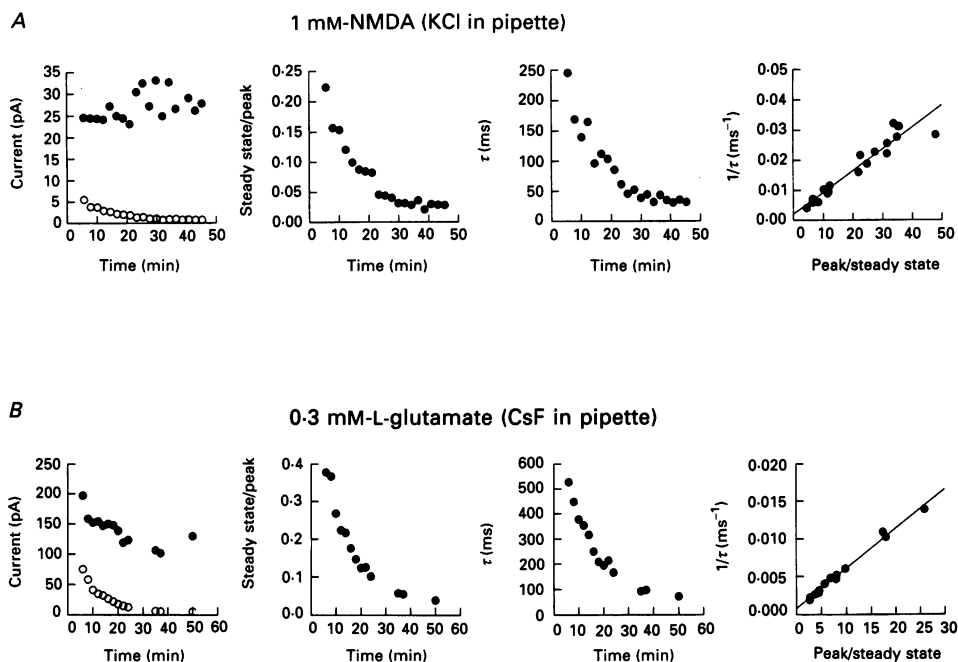 A
1 mM-NMDA (KCl in pipette)
Current (pA)
35
30
25
20
15
10
5
0
0 10 20 30 40 50
Time (min)
Steady state/peak
0·25
0·20
0·15
0·10
0·05
0·00
0 10 20 30 40 50
Time (min)
τ (ms)
250
200
150
100
50
0
0 10 20 30 40 50
Time (min)
1/τ (ms⁻¹)
0·05
0·04
0·03
0·02
0·01
0·00
0 10 20 30 40 50
Peak/steady state
B
0·3 mM-L-glutamate (CsF in pipette)
Current (pA)
250
200
150
100
50
0
0 10 20 30 40 50 60
Time (min)
Steady state/peak
0·4
0·3
0·2
0·1
0·0
0 10 20 30 40 50 60
Time (min)
τ (ms)
600
500
400
300
200
100
0
0 10 20 30 40 50 60
Time (min)
1/τ (ms⁻¹)
0·020
0·015
0·010
0·005
0·000
0 5 10 15 20 25 30
Peak/steady state